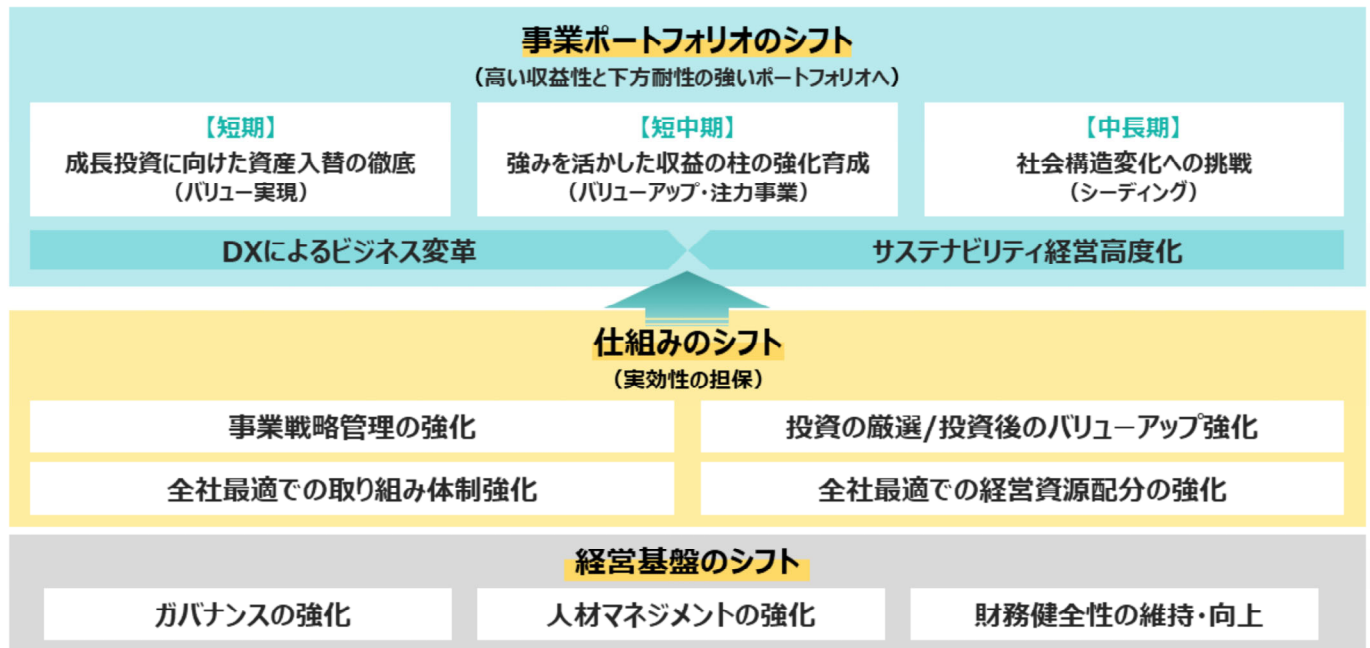 事業ポートフォリオのシフト
（高い収益性と下方耐性の強いポートフォリオへ）
【短期】
成長投資に向けた資産入替の徹底
（バリュー実現）
【短中期】
強みを活かした収益の柱の強化育成
（バリューアップ・注力事業）
【中長期】
社会構造変化への挑戦
（シーディング）
DXによるビジネス変革
サステナビリティ経営高度化
仕組みのシフト
（実効性の担保）
事業戦略管理の強化
投資の厳選/投資後のバリューアップ強化
全社最適での取り組み体制強化
全社最適での経営資源配分の強化
経営基盤のシフト
ガバナンスの強化
人材マネジメントの強化
財務健全性の維持・向上